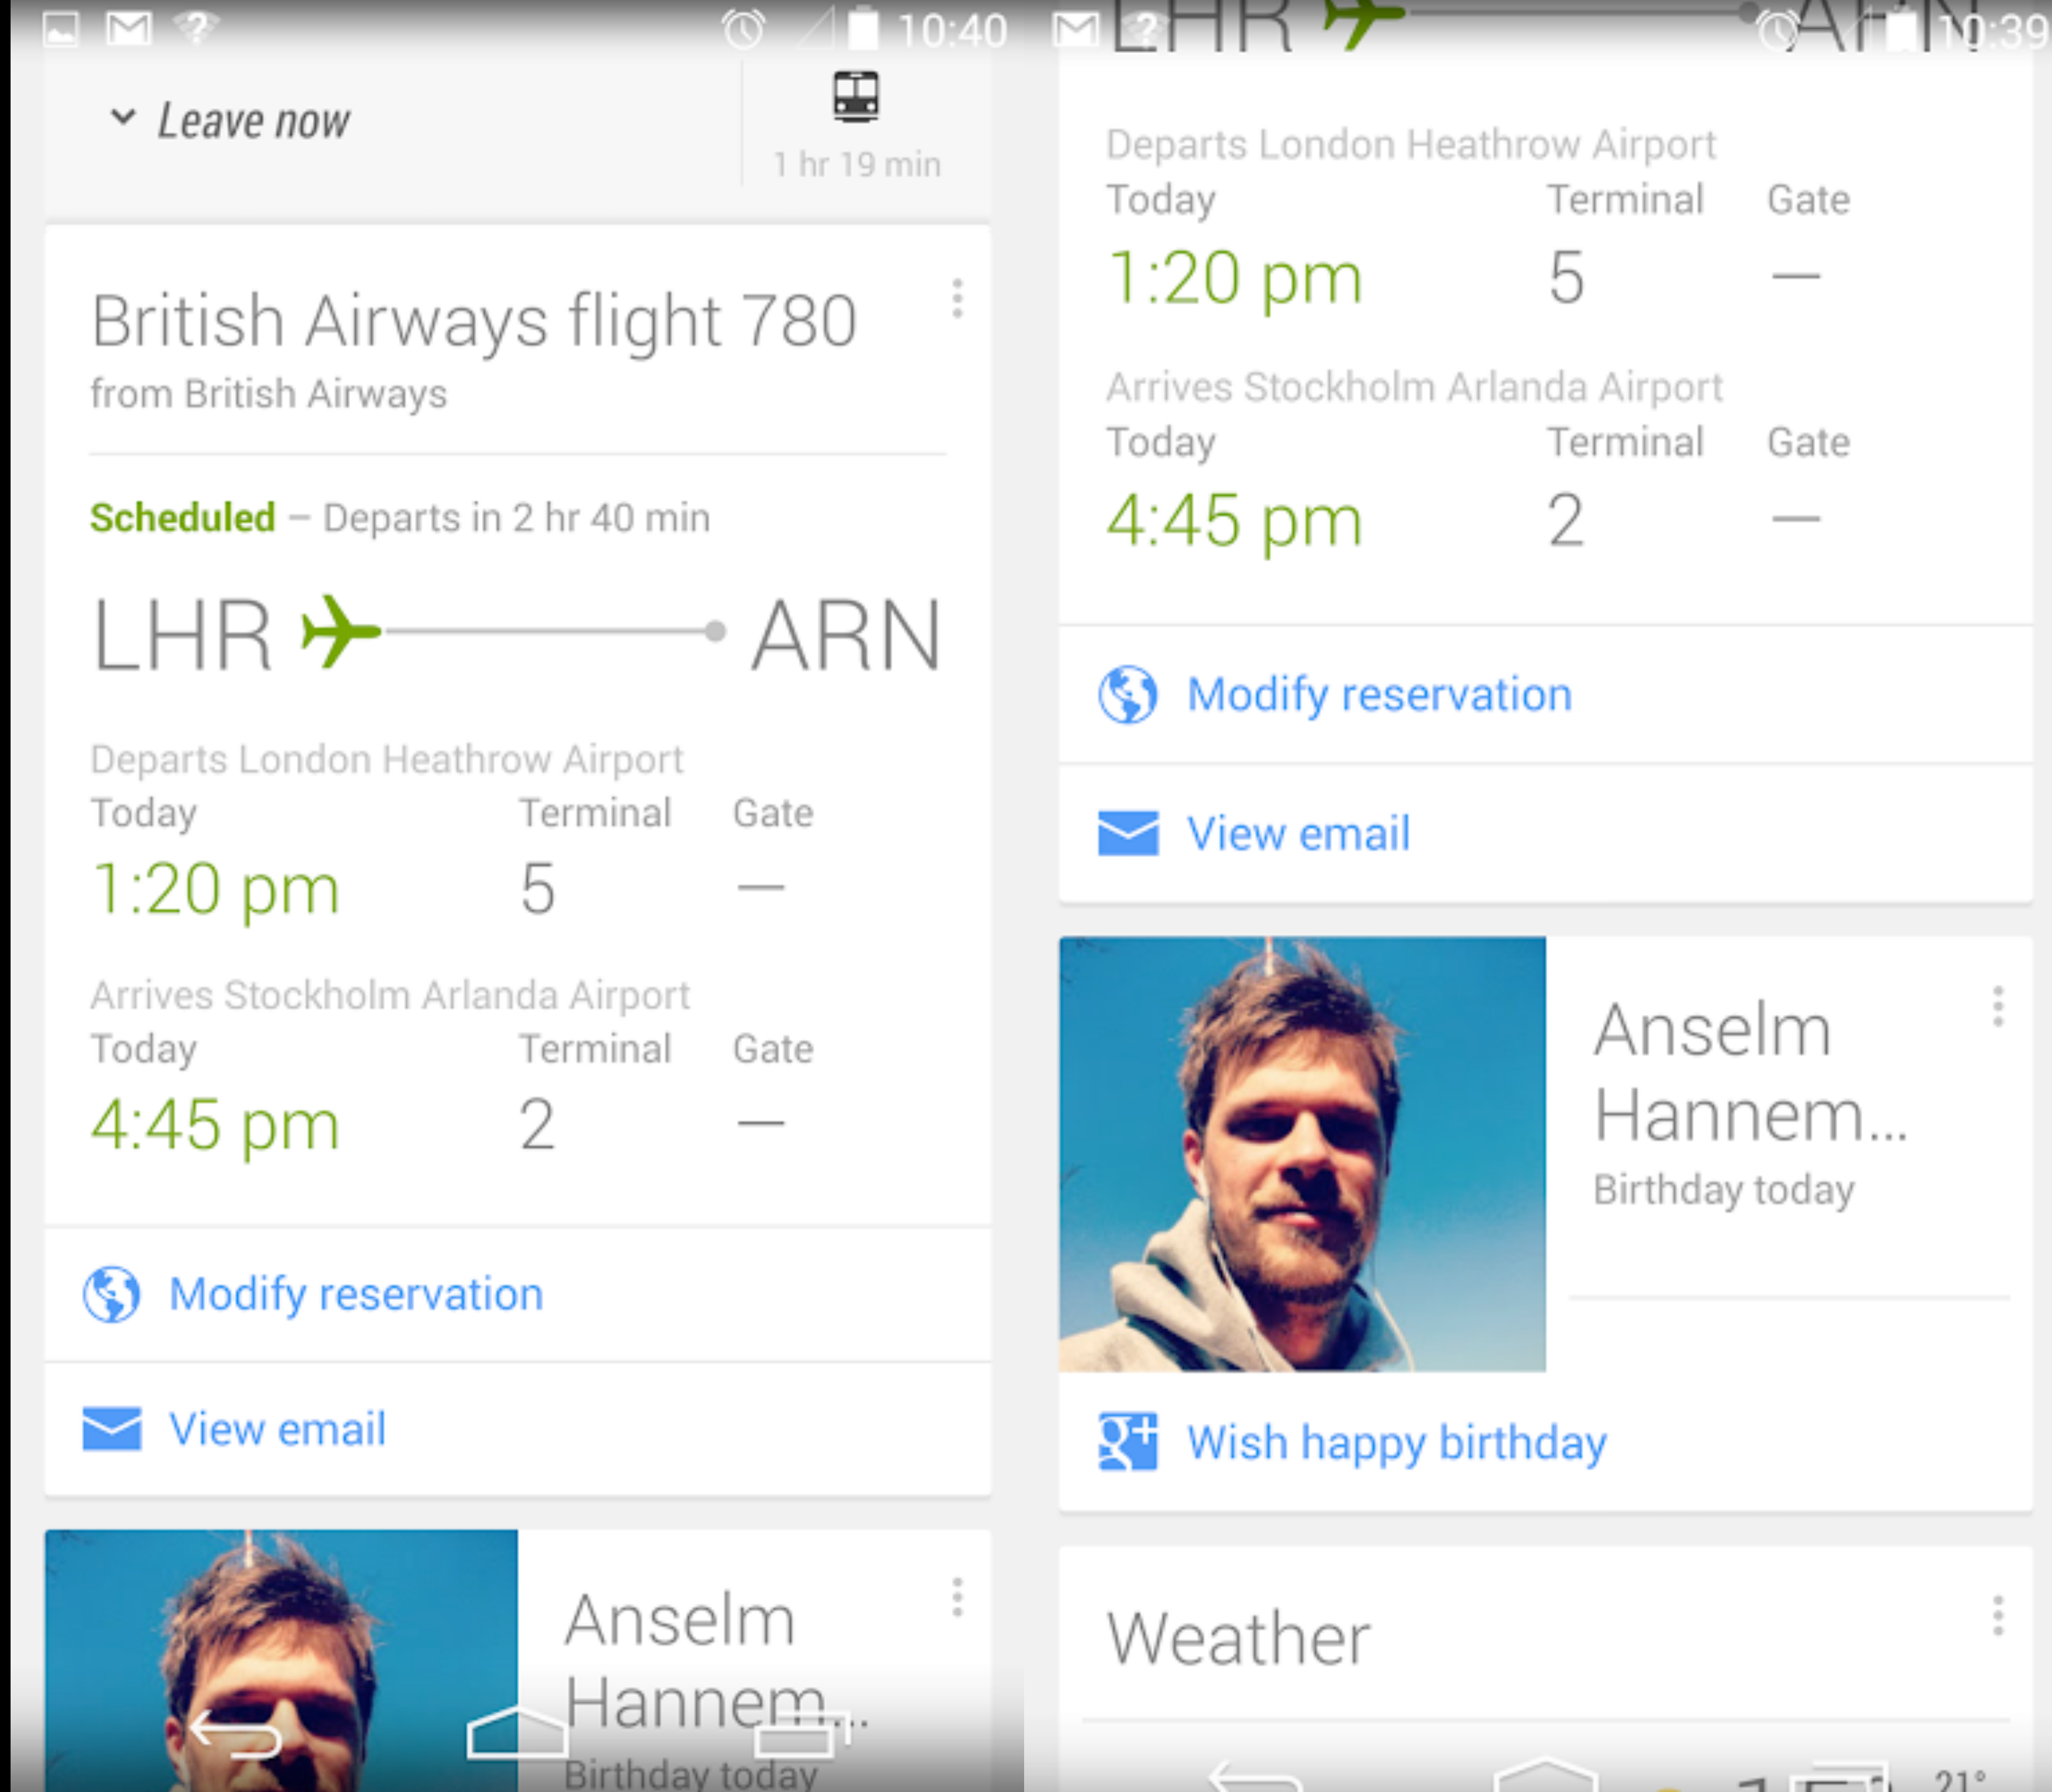 10:40
Leave now
1 hr 19 min
British Airways flight 780
from British Airways
Scheduled – Departs in 2 hr 40 min
LHR ARN
Departs London Heathrow Airport
Today Terminal Gate
1:20 pm 5 —
Arrives Stockholm Arlanda Airport
Today Terminal Gate
4:45 pm 2 —
Modify reservation
View email
Anselm
Hannem...
Birthday today
10:39
LHR ARN
Departs London Heathrow Airport
Today Terminal Gate
1:20 pm 5 —
Arrives Stockholm Arlanda Airport
Today Terminal Gate
4:45 pm 2 —
Modify reservation
View email
Anselm
Hannem...
Birthday today
g+ Wish happy birthday
Weather
21°